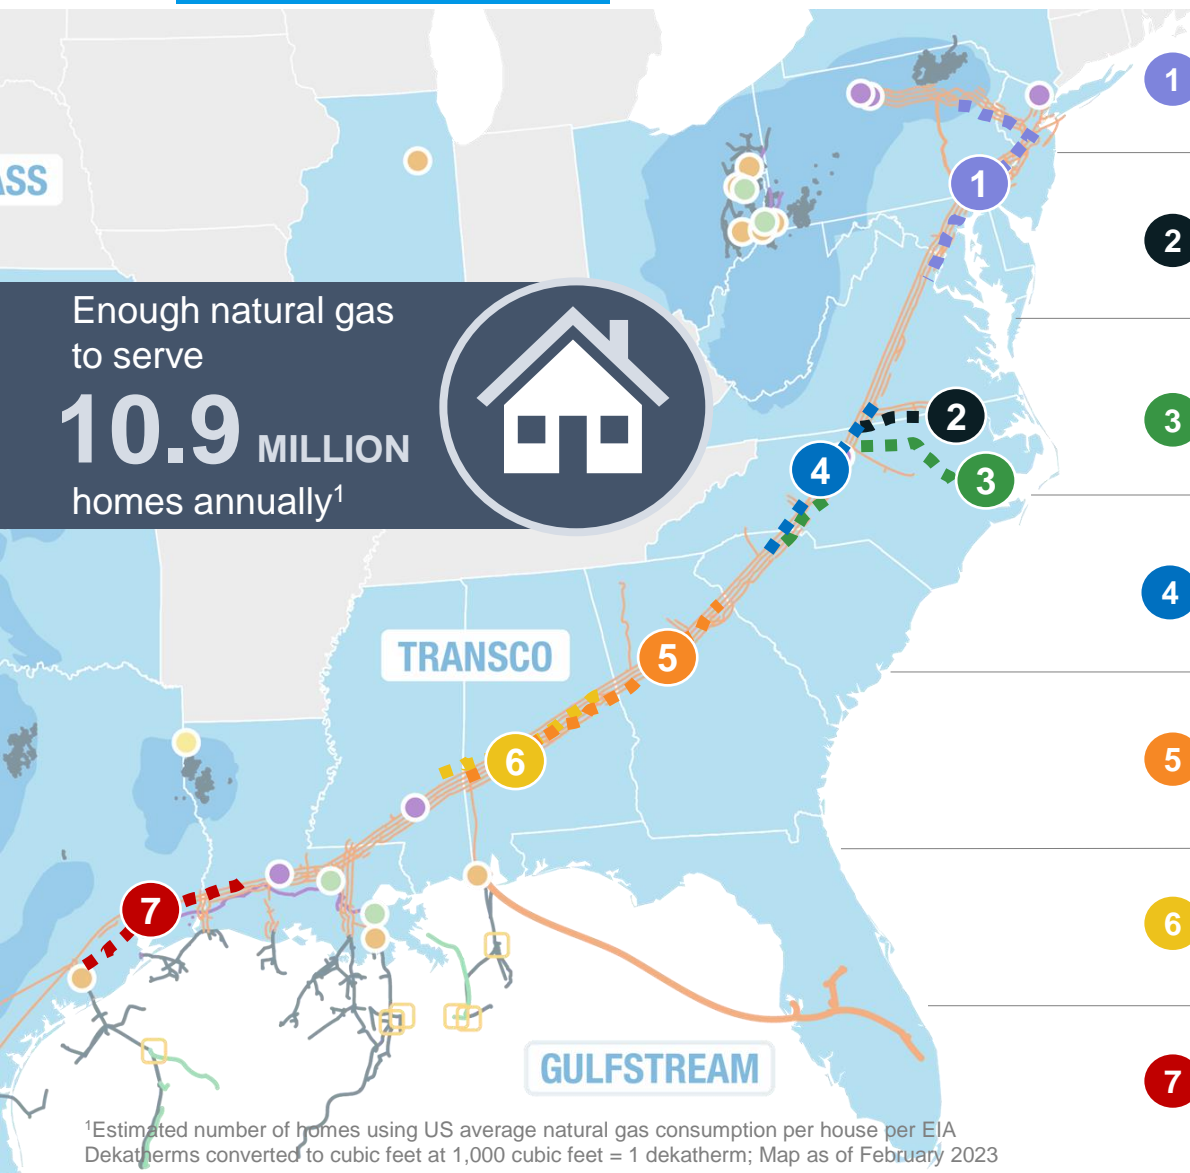 1
ASS
1
2
Enough natural gas
to serve
10.9 MILLION
homes annually¹
2
3
4
3
4
TRANSCO
5
6
5
7
6
GULFSTREAM
7
¹Estimated number of homes using US average natural gas consumption per house per EIA
Dekatherms converted to cubic feet at 1,000 cubic feet = 1 dekatherm; Map as of February 2023